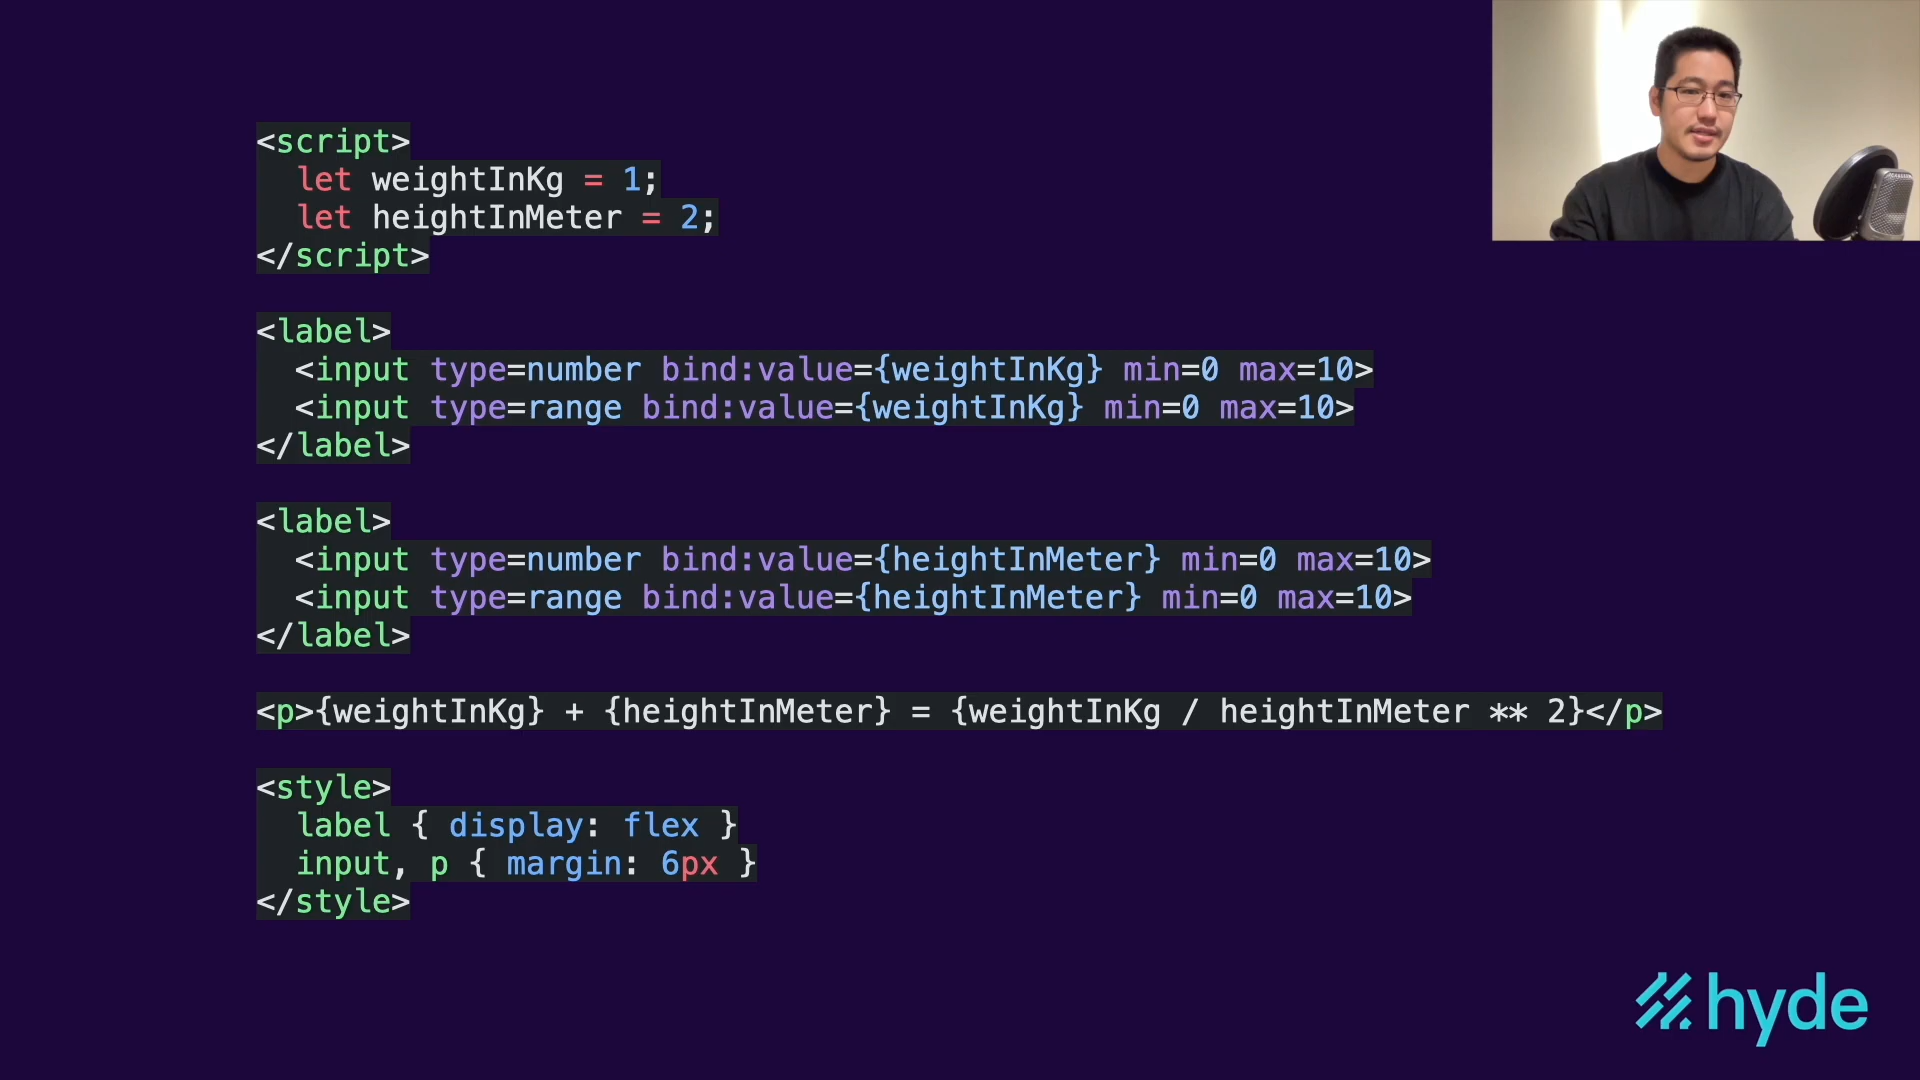 <script>
  let weightInKg = 1;
  let heightInMeter = 2;
</script>

<label>
  <input type=number bind:value={weightInKg} min=0 max=10>
  <input type=range bind:value={weightInKg} min=0 max=10>
</label>

<label>
  <input type=number bind:value={heightInMeter} min=0 max=10>
  <input type=range bind:value={heightInMeter} min=0 max=10>
</label>

<p>{weightInKg} + {heightInMeter} = {weightInKg / heightInMeter ** 2}</p>

<style>
  label { display: flex }
  input, p { margin: 6px }
</style>
hyde